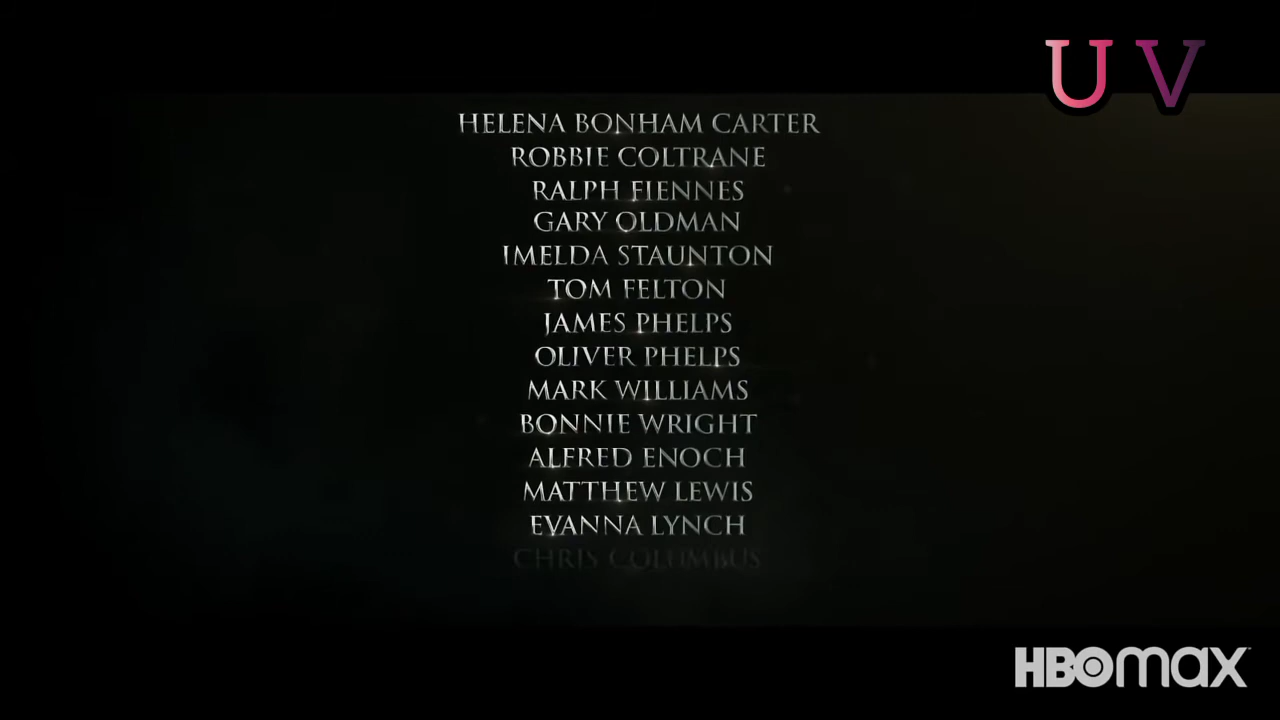 U V
HELENA BONHAM CARTER
ROBBIE COLTRANE
RALPH FIENNES
GARY OLDMAN
IMELDA STAUNTON
TOM FELTON
JAMES PHELPS
OLIVER PHELPS
MARK WILLIAMS
BONNIE WRIGHT
ALFRED ENOCH
MATTHEW LEWIS
EVANNA LYNCH
CHRIS COLUMBUS
HBOmax